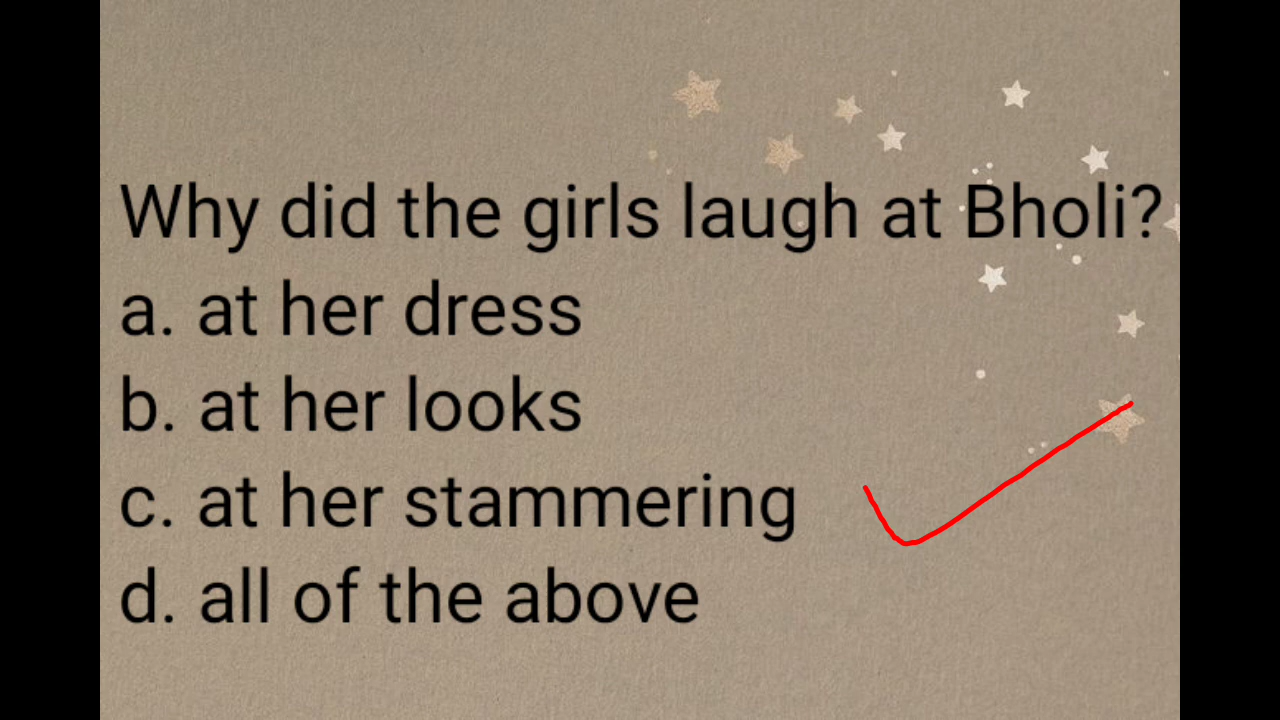 Why did the girls laugh at Bholi?
a. at her dress
b. at her looks
c. at her stammering
d. all of the above